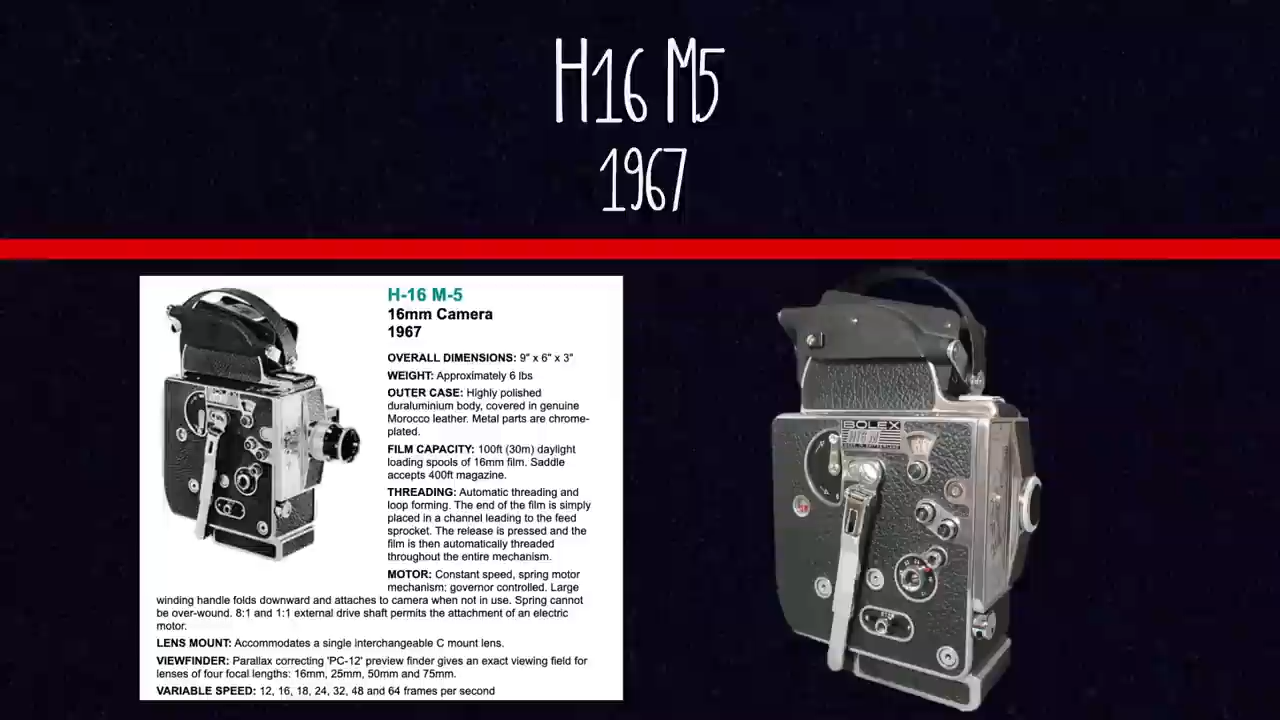 H16 M5
1967
H-16 M-5
16mm Camera
1967
OVERALL DIMENSIONS: 9" x 6" x 3"
WEIGHT: Approximately 6 lbs
OUTER CASE: Highly polished
duraluminium body, covered in genuine
Morocco leather. Metal parts are chrome-
plated.
FILM CAPACITY: 100ft (30m) daylight
loading spools of 16mm film. Saddle
accepts 400ft magazine.
THREADING: Automatic threading and
loop forming. The end of the film is simply
placed in a channel leading to the feed
sprocket. The release is pressed and the
film is then automatically threaded
throughout the entire mechanism.
MOTOR: Constant speed, spring motor
mechanism; governor controlled. Large
winding handle folds downward and attaches to camera when not in use. Spring cannot
be over-wound. 8:1 and 1:1 external drive shaft permits the attachment of an electric
motor.
LENS MOUNT: Accommodates a single interchangeable C mount lens.
VIEWFINDER: Parallax correcting 'PC-12' preview finder gives an exact viewing field for
lenses of four focal lengths: 16mm, 25mm, 50mm and 75mm.
VARIABLE SPEED: 12, 16, 18, 24, 32, 48 and 64 frames per second
BOLEX
H16 M